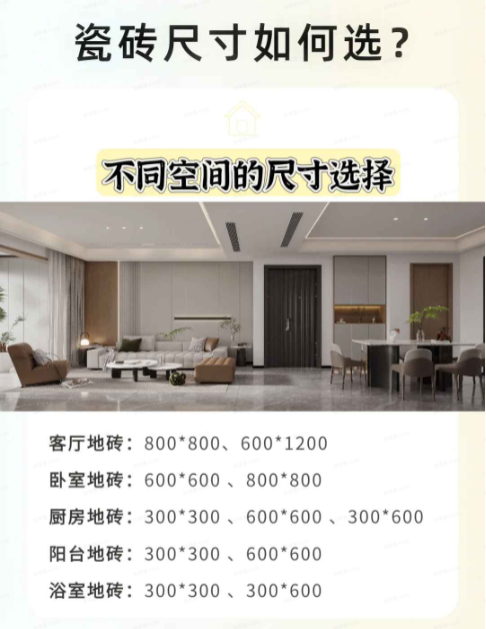 瓷砖尺寸如何选?
不同空间的尺寸选择
客厅地砖：800*800、600*1200
卧室地砖：600*600 、800*800
厨房地砖：300*300 、600*600 、300*600
阳台地砖：300*300 、600*600
浴室地砖：300*300 、300*600